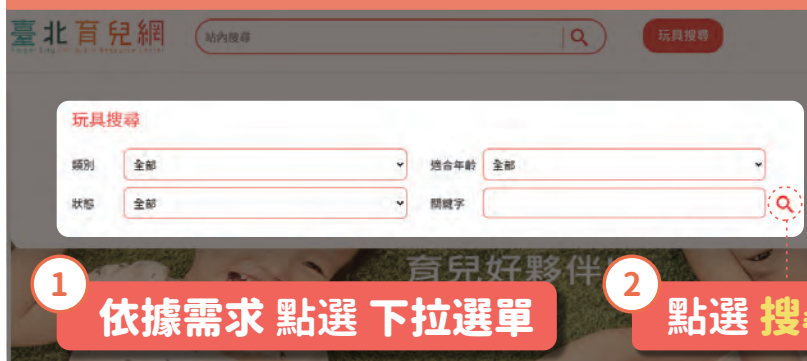 臺北育兒網
站內搜尋
玩具搜尋
玩具搜尋
類別 全部
適合年齡 全部
狀態 全部
關鍵字
育兒好夥伴
1 依據需求 點選 下拉選單
2 點選 搜